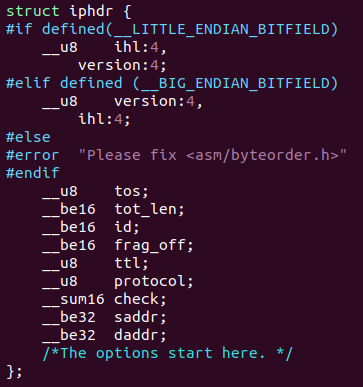 struct iphdr {
#if defined(__LITTLE_ENDIAN_BITFIELD)
    __u8    ihl:4,
        version:4;
#elif defined (__BIG_ENDIAN_BITFIELD)
    __u8    version:4,
        ihl:4;
#else
#error  "Please fix <asm/byteorder.h>"
#endif
    __u8    tos;
    __be16  tot_len;
    __be16  id;
    __be16  frag_off;
    __u8    ttl;
    __u8    protocol;
    __sum16 check;
    __be32  saddr;
    __be32  daddr;
    /*The options start here. */
};